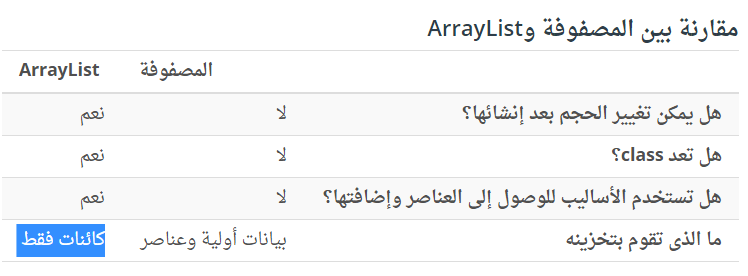 مقارنة بين المصفوفة وArrayList
المصفوفة ArrayList
هل يمكن تغيير الحجم بعد إنشائها؟ لا نعم
هل تعد class؟ لا نعم
هل تستخدم الأساليب للوصول إلى العناصر وإضافتها؟ لا نعم
ما الذى تقوم بتخزينه بيانات أولية وعناصر كائنات فقط